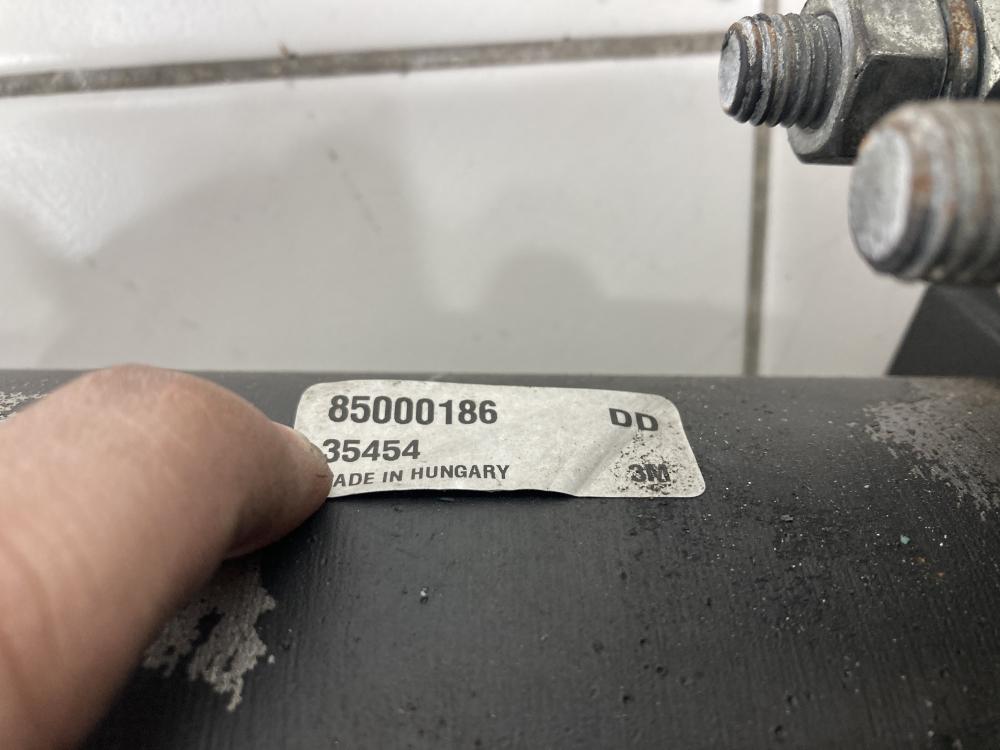 85000186 DD
35454
ADE IN HUNGARY 3M